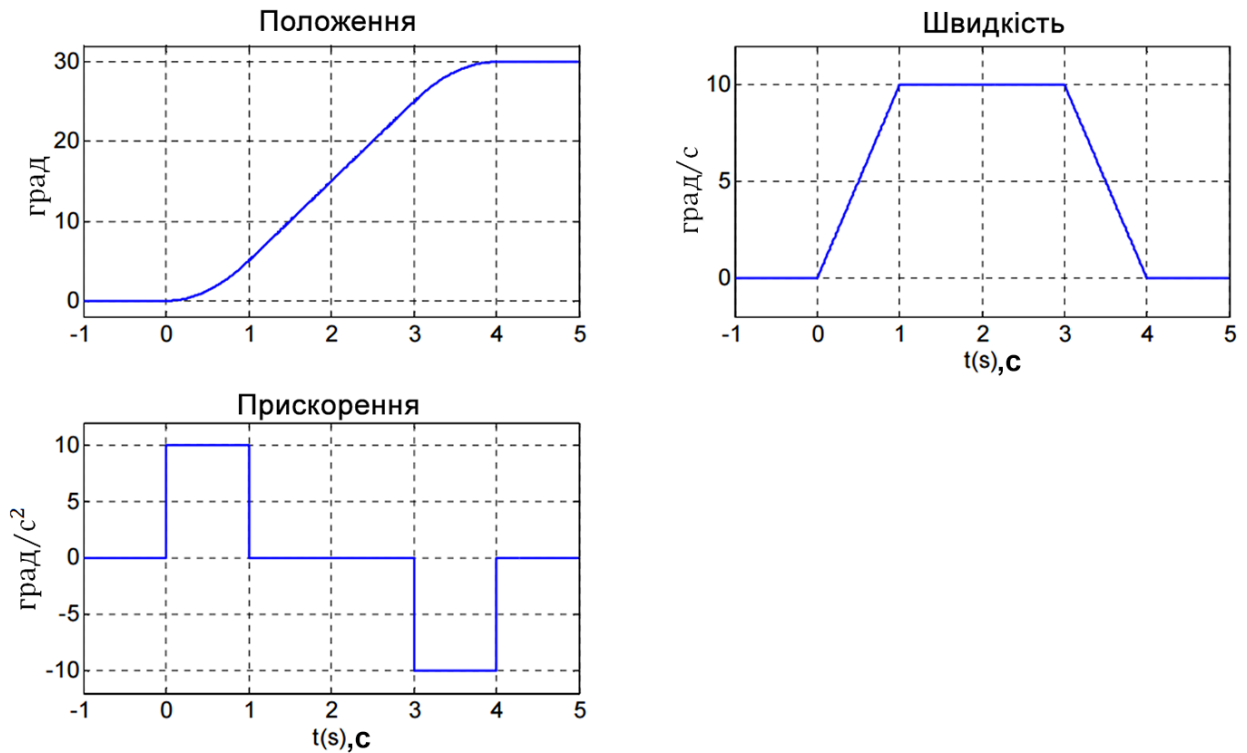 Положення
град
30
20
10
0
-1 0 1 2 3 4 5
Швидкість
град/с
10
5
0
-1 0 1 2 3 4 5
t(s),с
Прискорення
град/с²
10
5
0
-5
-10
-1 0 1 2 3 4 5
t(s),с